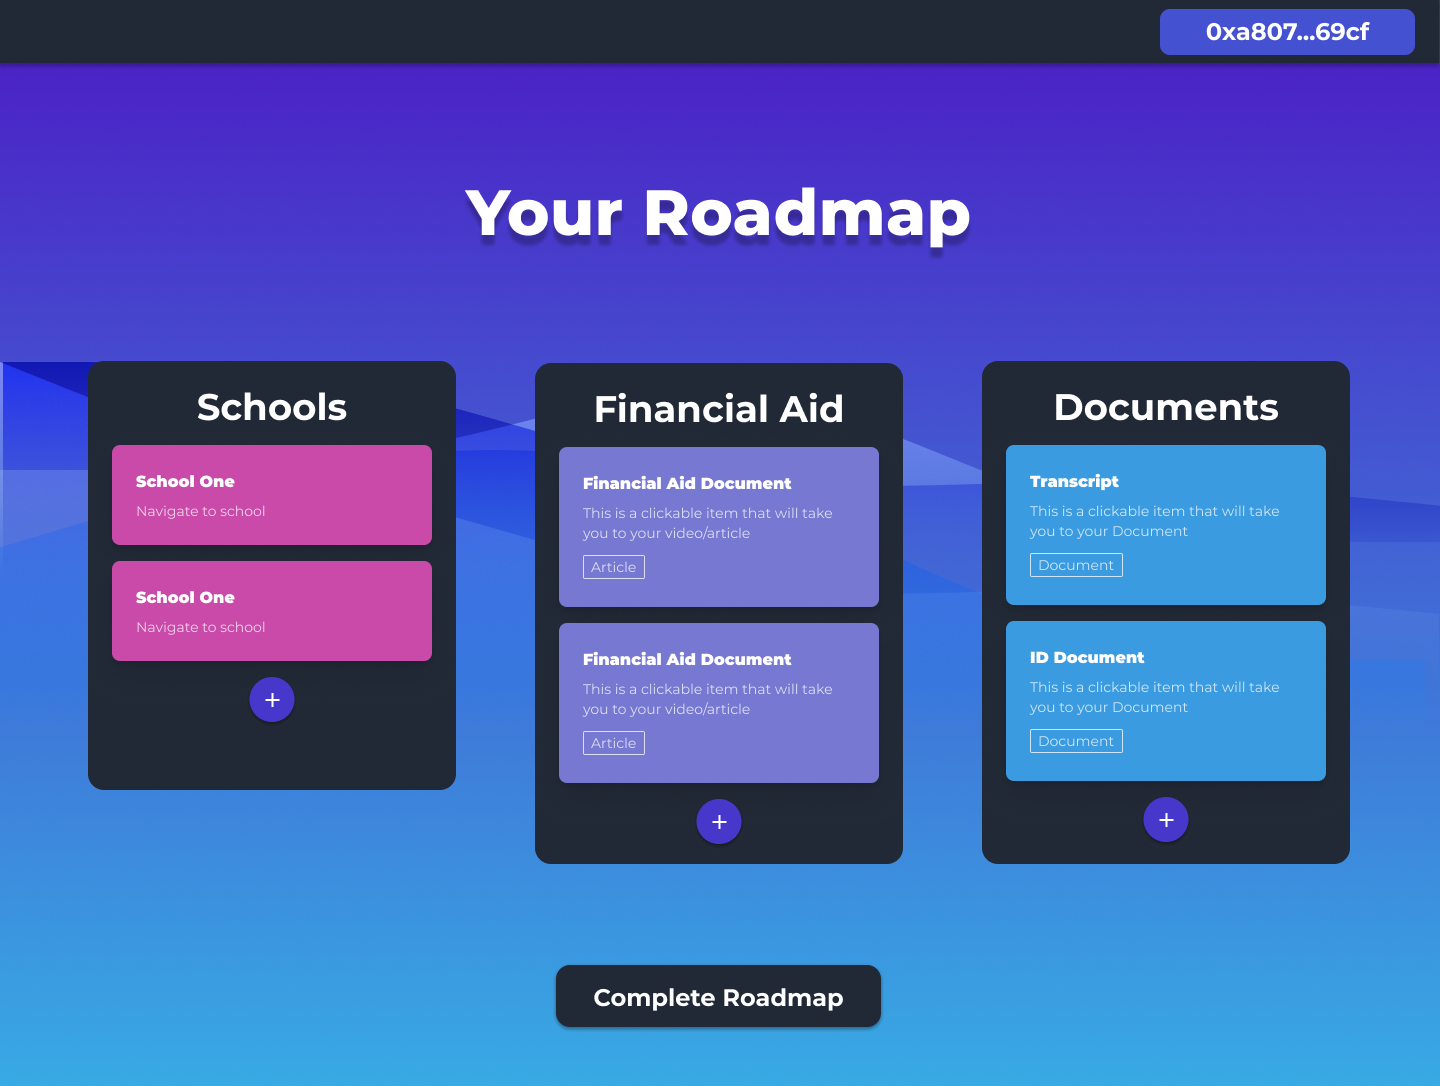 0xa807...69cf
Your Roadmap
Schools
School One
Navigate to school
School One
Navigate to school
+
Financial Aid
Financial Aid Document
This is a clickable item that will take
you to your video/article
Article
Financial Aid Document
This is a clickable item that will take
you to your video/article
Article
+
Documents
Transcript
This is a clickable item that will take
you to your Document
Document
ID Document
This is a clickable item that will take
you to your Document
Document
+
Complete Roadmap